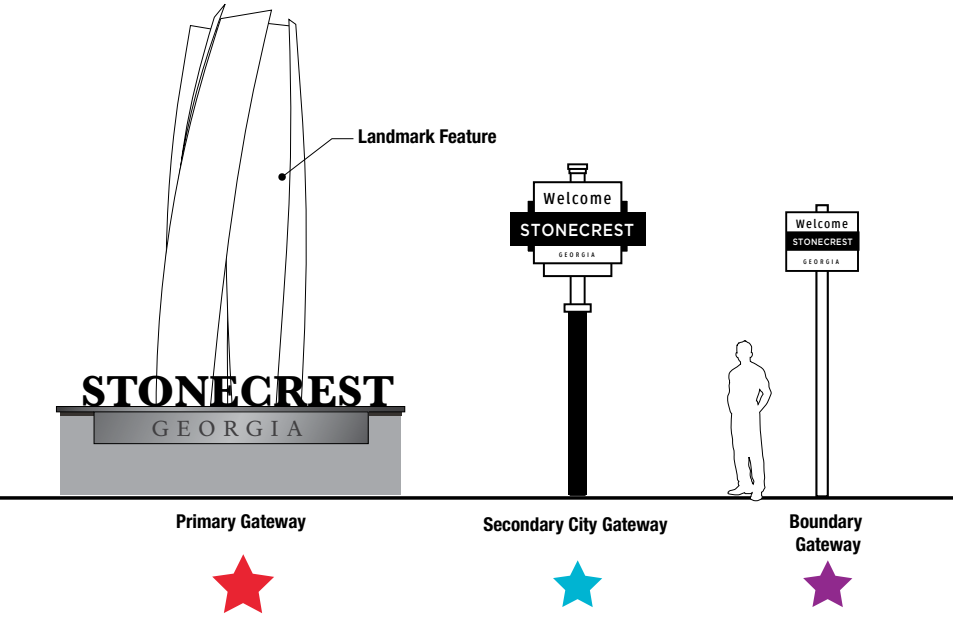 Landmark Feature
STONECREST
GEORGIA
Welcome
STONECREST
GEORGIA
Welcome
STONECREST
GEORGIA
Primary Gateway
Secondary City Gateway
Boundary
Gateway